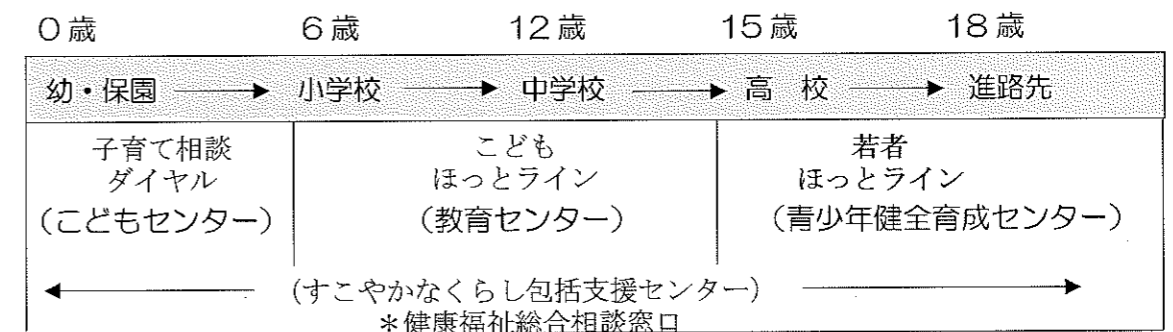 0歳 6歳 12歳 15歳 18歳
幼・保園 → 小学校 → 中学校 → 高 校 → 進路先
子育て相談 こども 若者
ダイヤル ほっとライン ほっとライン
(こどもセンター) (教育センター) (青少年健全育成センター)
(すこやかなくらし包括支援センター)
*健康福祉総合相談窓口